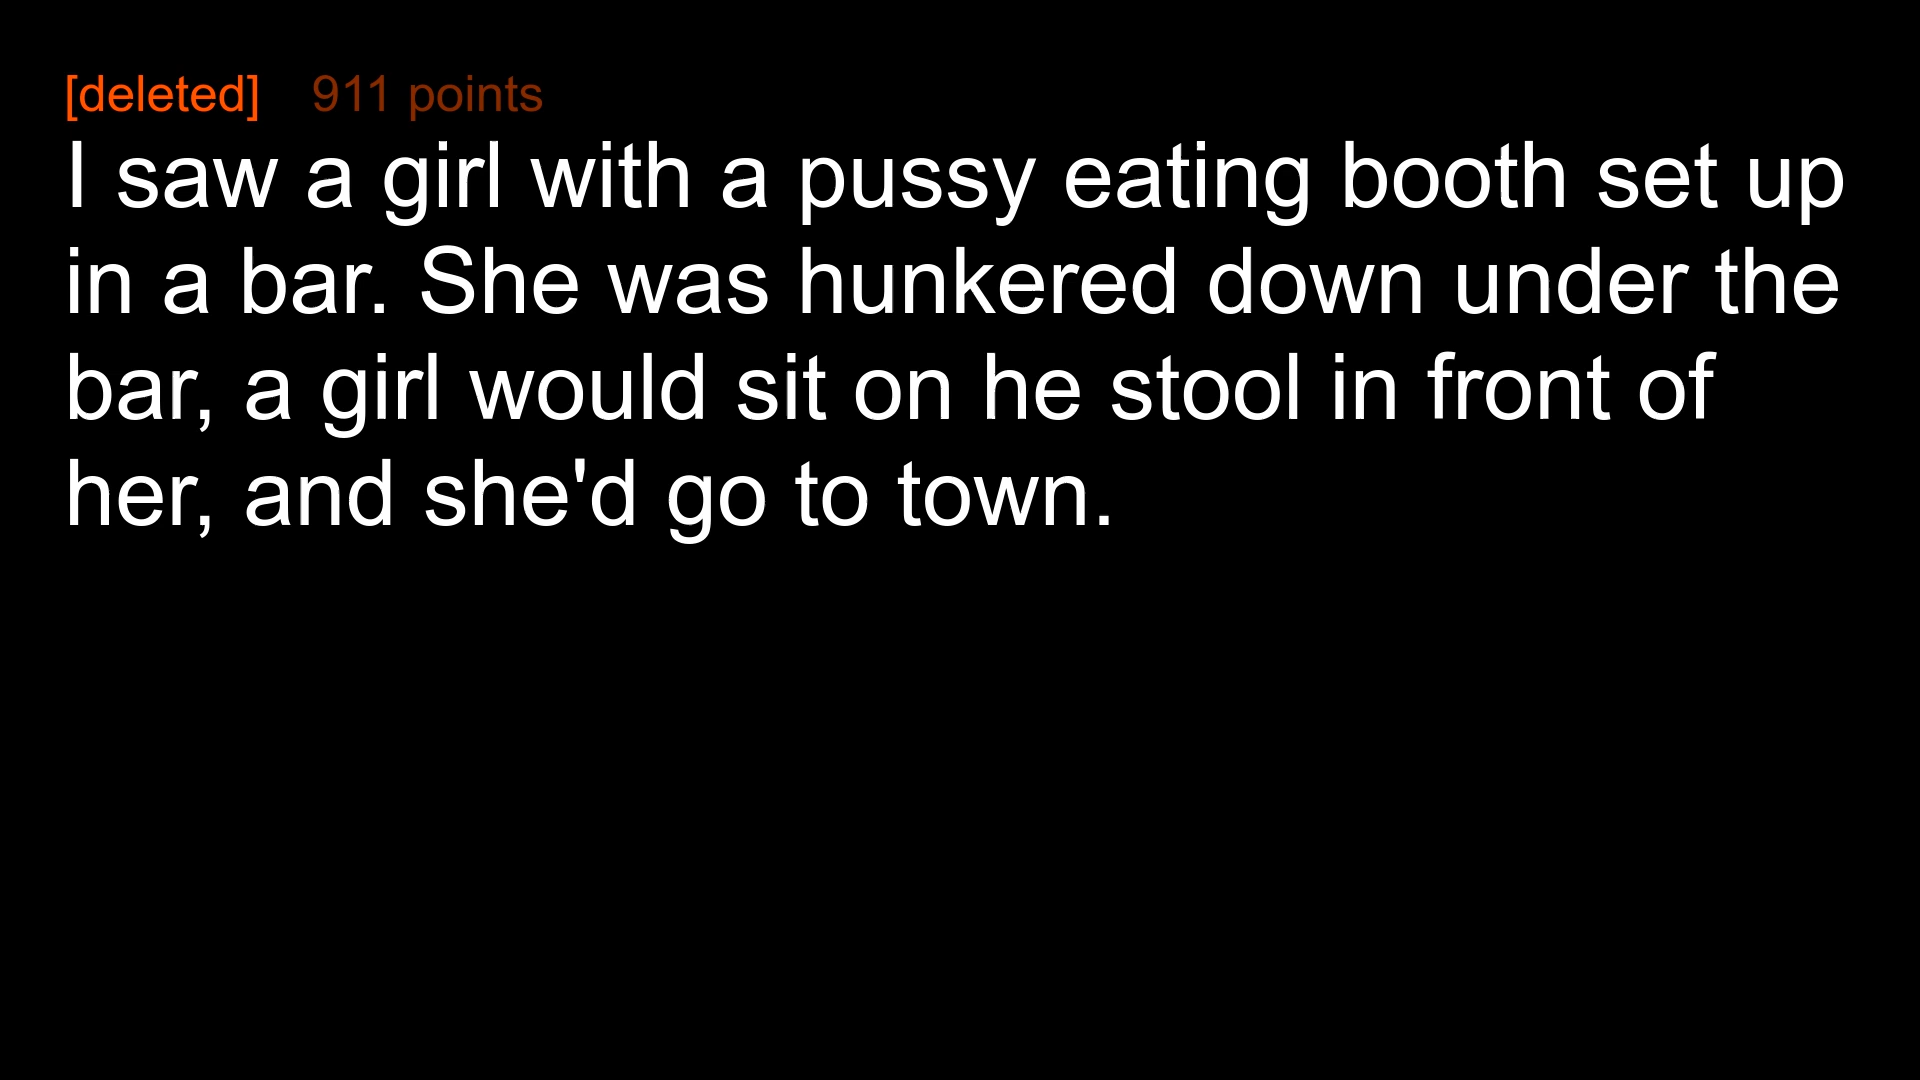 [deleted] 911 points
I saw a girl with a pussy eating booth set up
in a bar. She was hunkered down under the
bar, a girl would sit on he stool in front of
her, and she'd go to town.